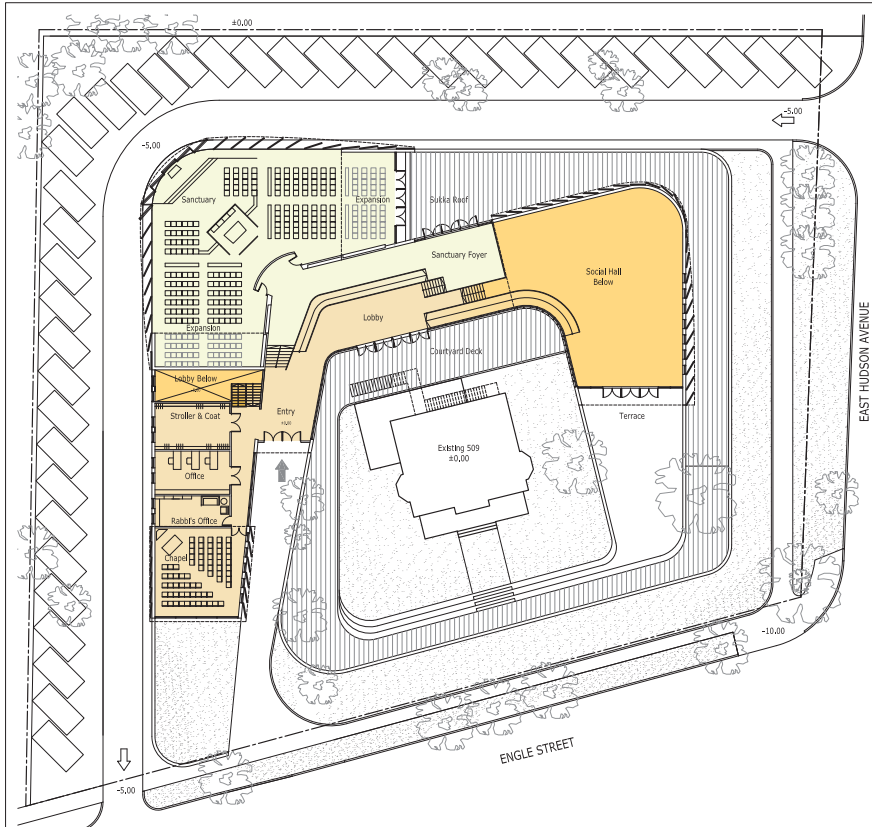 ±0.00
-5.00
-5.00
Sanctuary
Expansion
Sukka Roof
Sanctuary Foyer
Social Hall
Below
Lobby
Expansion
Courtyard Deck
Lobby Below
Stroller & Coat
Entry
Terrace
Existing 509
±0.00
Office
Rabbi's Office
Chapel
EAST HUDSON AVENUE
-10.00
ENGLE STREET
-5.00